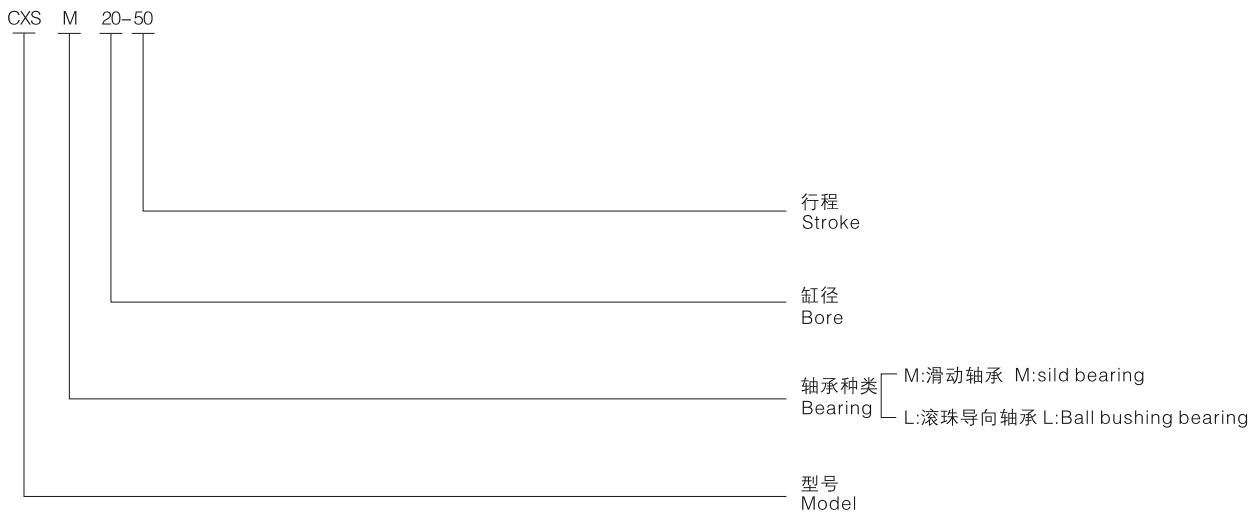 CXS M 20-50
行程
Stroke
缸径
Bore
轴承种类
Bearing
M:滑动轴承 M:sild bearing
L:滚珠导向轴承 L:Ball bushing bearing
型号
Model